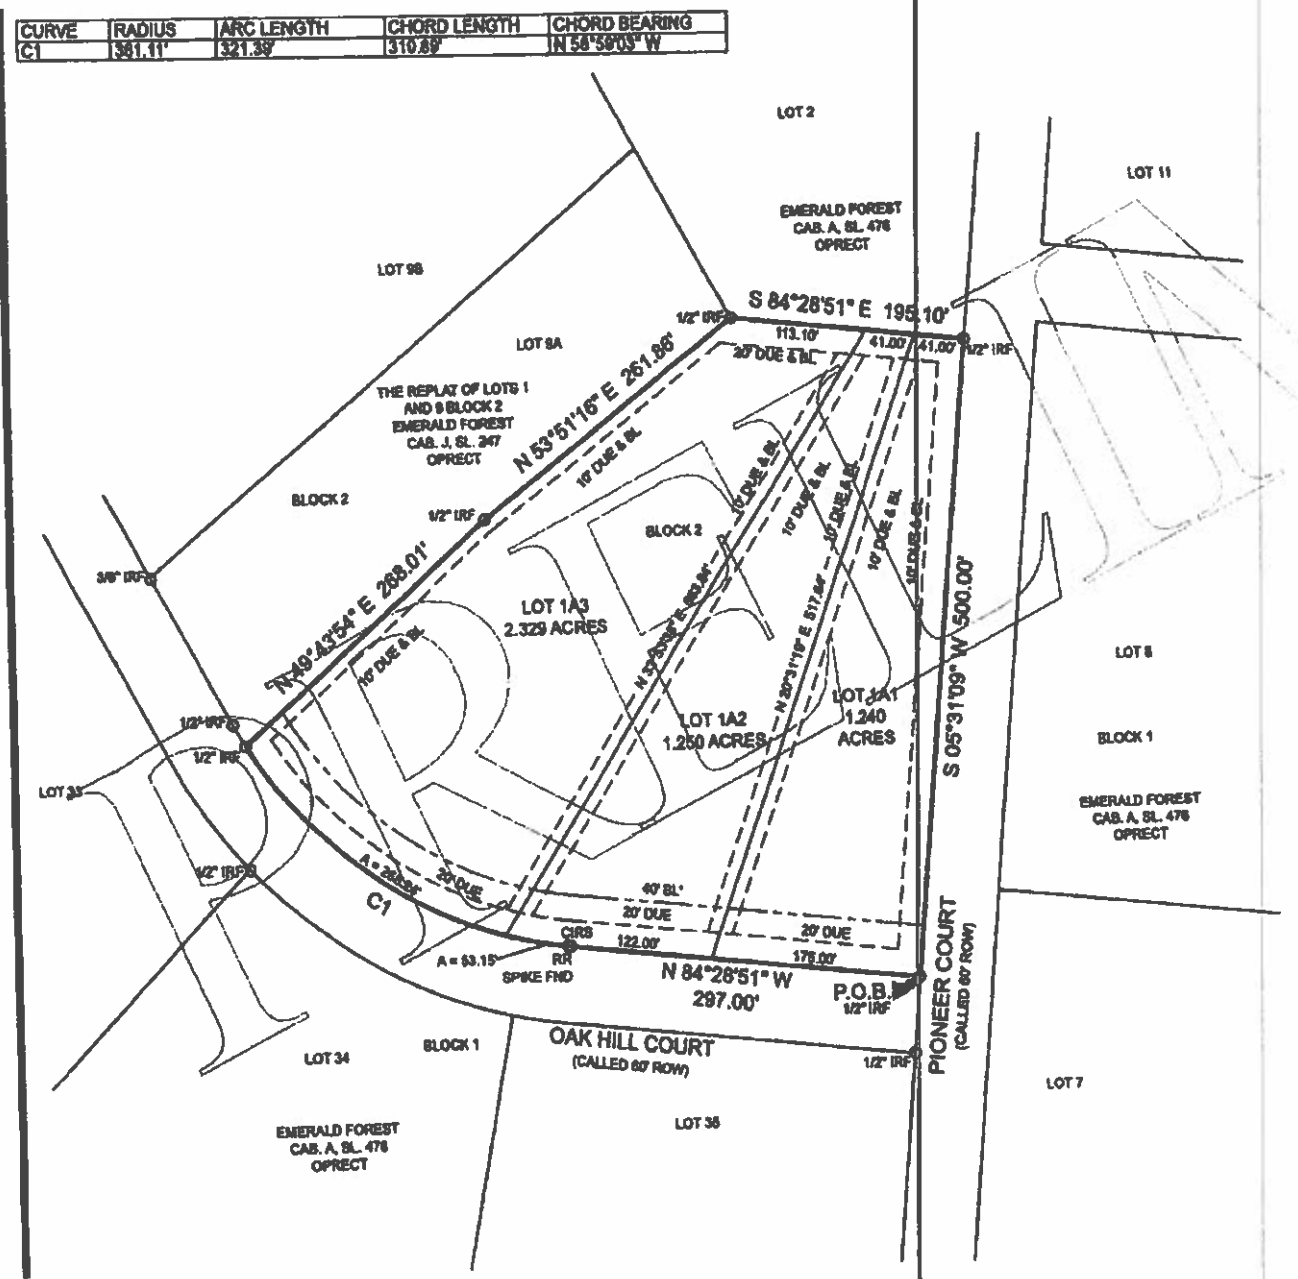 CURVE RADIUS ARC LENGTH CHORD LENGTH CHORD BEARING
C1 361.11' 321.39' 310.89' N 58°59'03" W
LOT 2
LOT 11
EMERALD FOREST
CAB. A, SL. 476
OPRECT
LOT 9B
S 84°28'51" E 195.10'
1/2" IRF
113.10'
41.00'
41.00'
1/2" IRF
LOT 9A
20' DUE & BL
N 53°51'16" E 261.86'
THE REPLAT OF LOTS 1
AND 9 BLOCK 2
EMERALD FOREST
CAB. J, SL. 247
OPRECT
10' DUE & BL
10' DUE & BL
10' DUE & BL
10' DUE & BL
10' DUE & BL
10' DUE & BL
BLOCK 2
1/2" IRF
BLOCK 2
3/8" IRF
N 49°43'54" E 268.01'
10' DUE & BL
LOT 1A3
2.329 ACRES
N 20°31'19" E 517.64'
S 05°31'09" W 500.00'
LOT 8
LOT 1A1
1.240
ACRES
LOT 1A2
1.250 ACRES
1/2" IRF
1/2" IRF
BLOCK 1
LOT 33
EMERALD FOREST
CAB. A, SL. 476
OPRECT
1/2" IRF
C1
20' DUE
40' BL
20' DUE
20' DUE
CIRS
122.00'
175.00'
A = 53.15'
RR
SPIKE FND
N 84°28'51" W
297.00'
P.O.B.
1/2" IRF
PIONEER COURT
(CALLED 60' ROW)
OAK HILL COURT
(CALLED 60' ROW)
1/2" IRF
LOT 34
BLOCK 1
LOT 7
LOT 35
EMERALD FOREST
CAB. A, SL. 476
OPRECT